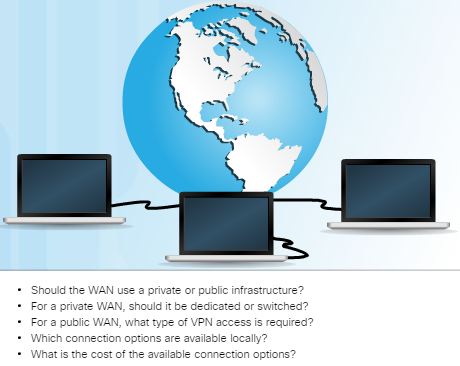 • Should the WAN use a private or public infrastructure?
• For a private WAN, should it be dedicated or switched?
• For a public WAN, what type of VPN access is required?
• Which connection options are available locally?
• What is the cost of the available connection options?